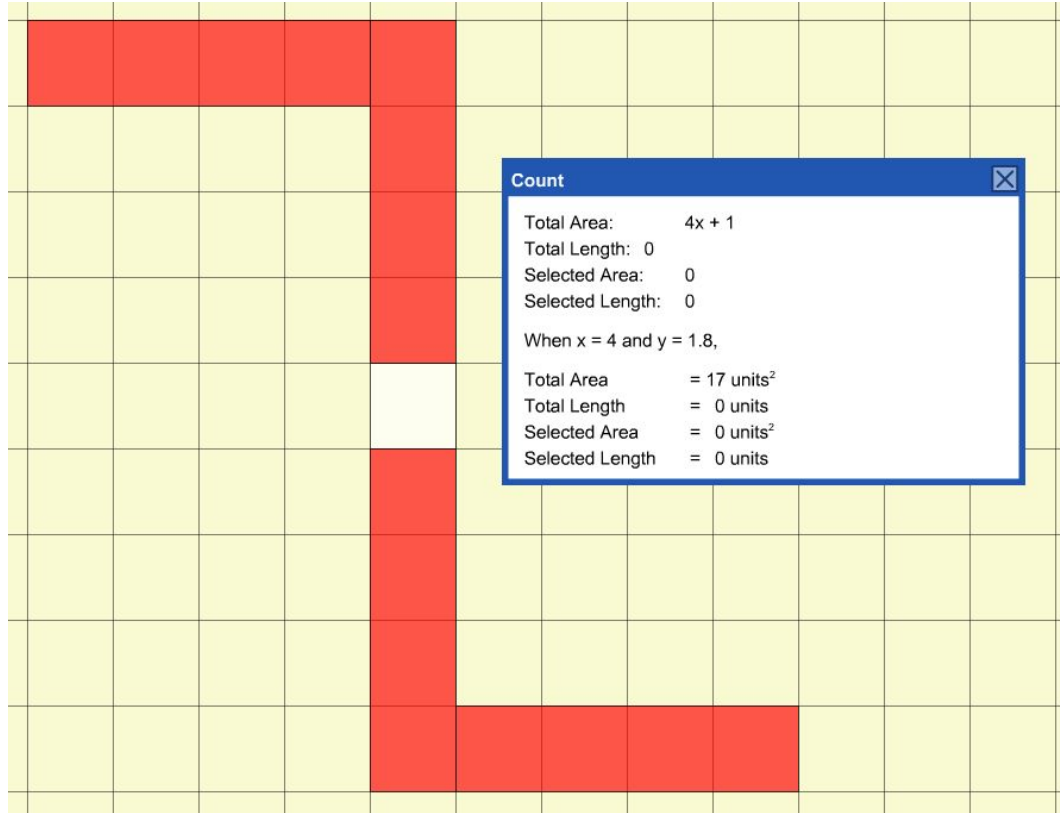 Count
Total Area: 4x + 1
Total Length: 0
Selected Area: 0
Selected Length: 0
When x = 4 and y = 1.8,
Total Area = 17 units²
Total Length = 0 units
Selected Area = 0 units²
Selected Length = 0 units